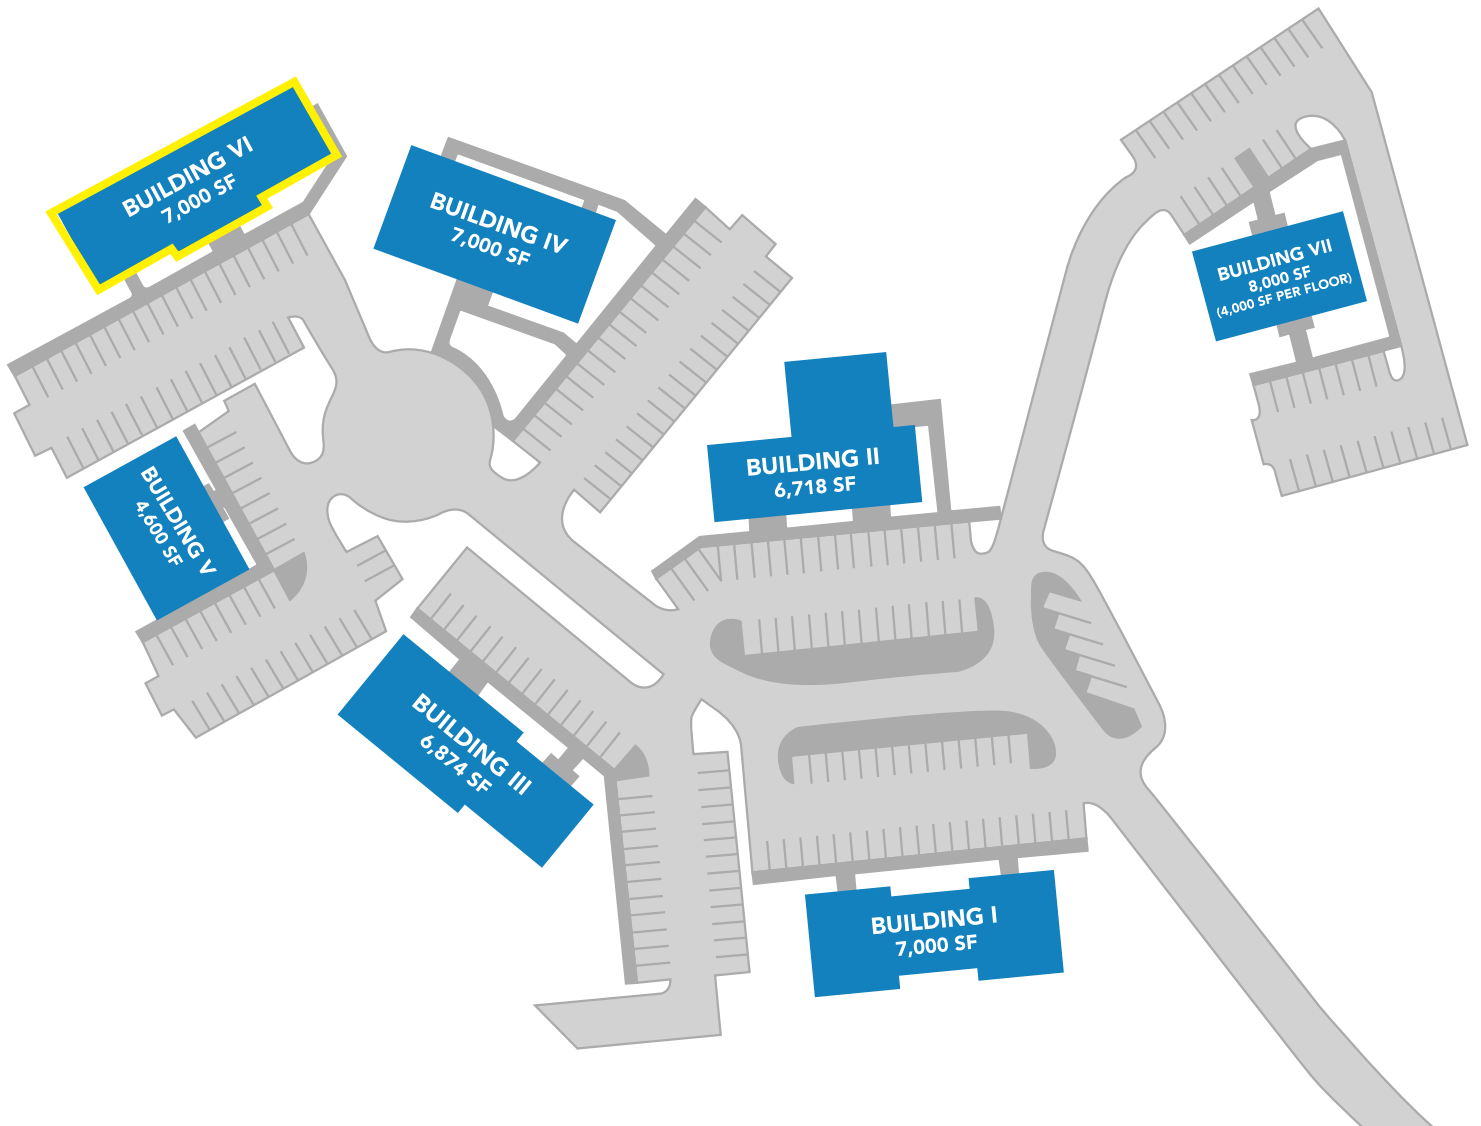 BUILDING VI
7,000 SF
BUILDING IV
7,000 SF
BUILDING VII
8,000 SF
(4,000 SF PER FLOOR)
BUILDING II
6,718 SF
BUILDING V
4,600 SF
BUILDING III
6,874 SF
BUILDING I
7,000 SF